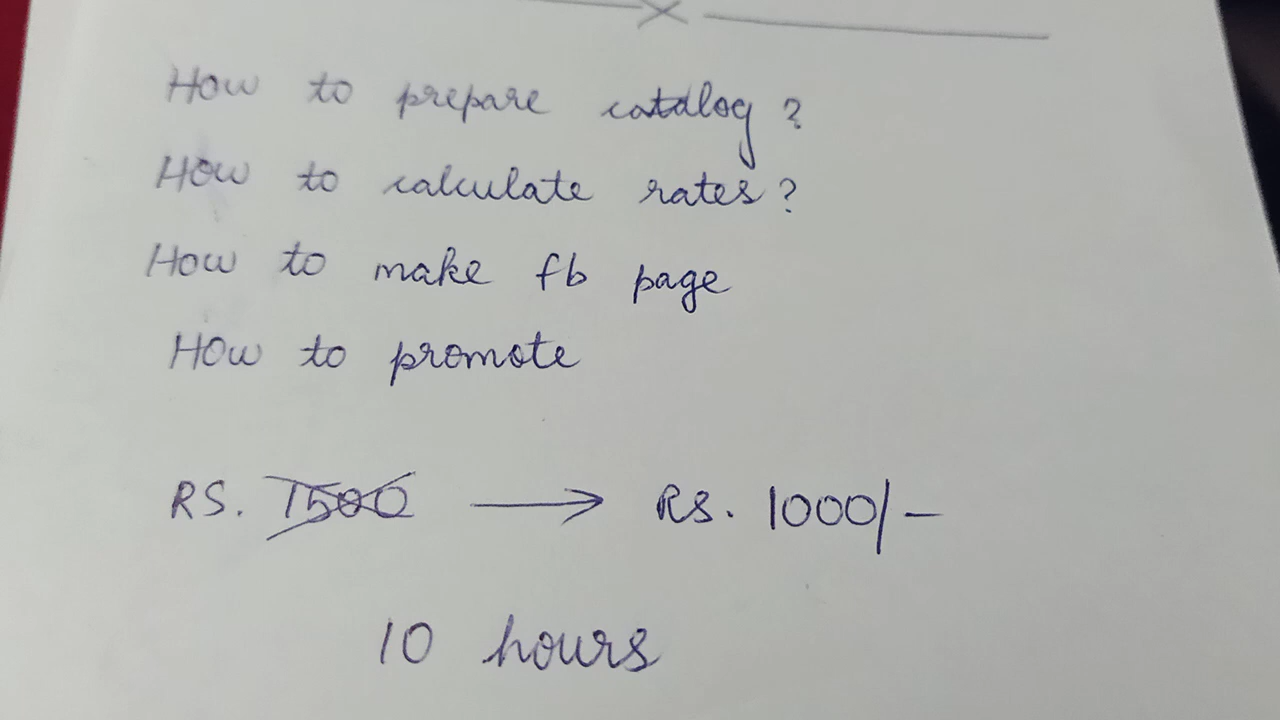 How to prepare catalog?
How to calculate rates?
How to make fb page
How to promote
RS. 1500 → RS. 1000/-
10 hours